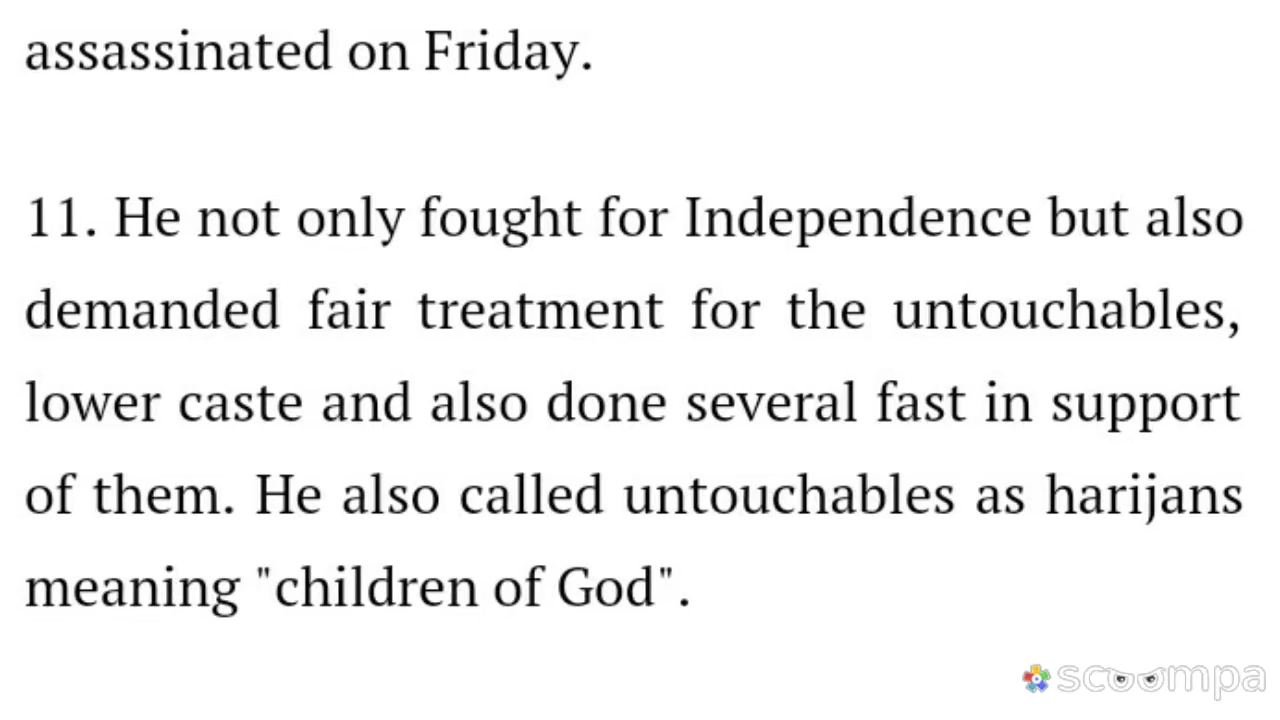 assassinated on Friday.
11. He not only fought for Independence but also
demanded fair treatment for the untouchables,
lower caste and also done several fast in support
of them. He also called untouchables as harijans
meaning "children of God".
scoompa